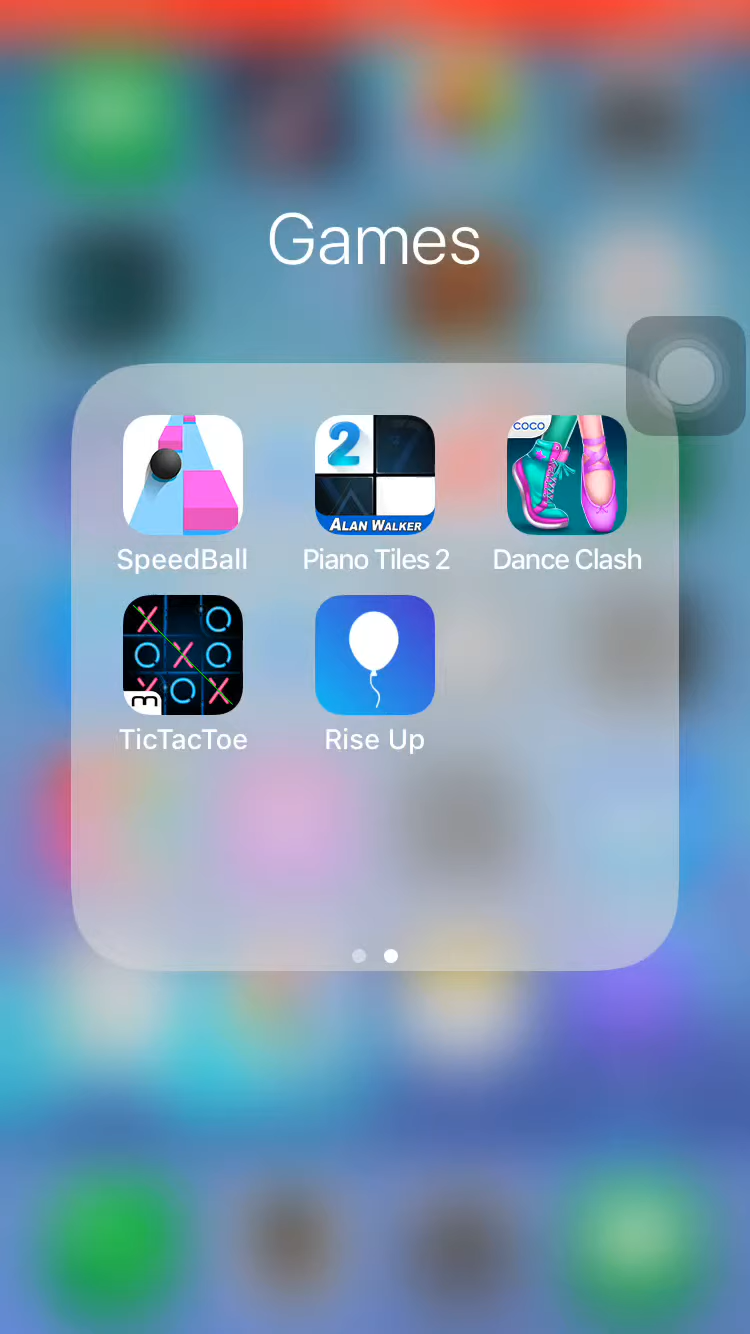 Games
COCO
2
ALAN WALKER
SpeedBall
Piano Tiles 2
Dance Clash
X O
O X O
X O X
m
TicTacToe
Rise Up